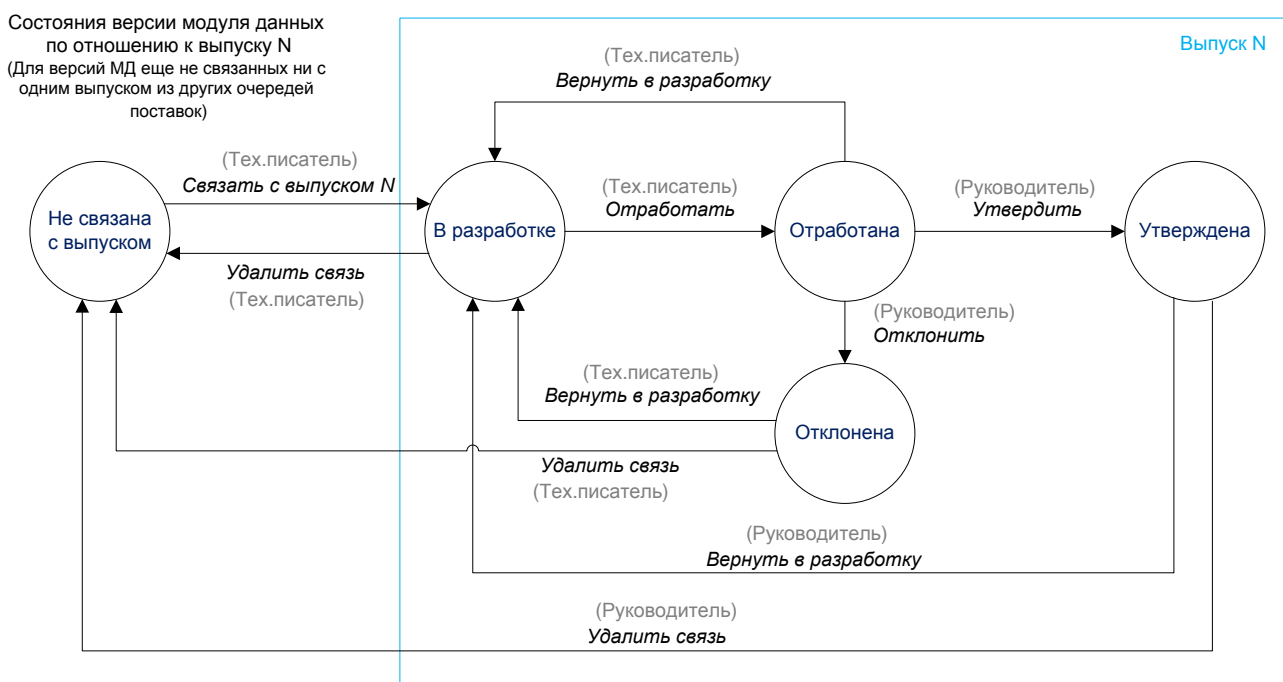 Состояния версии модуля данных
по отношению к выпуску N
(Для версий МД еще не связанных ни с
одним выпуском из других очередей
поставок)
Выпуск N
(Тех.писатель)
Вернуть в разработку
(Тех.писатель)
Связать с выпуском N
(Тех.писатель)
Отработать
(Руководитель)
Утвердить
Не связана
с выпуском
В разработке
Отработана
Утверждена
Удалить связь
(Тех.писатель)
(Руководитель)
Отклонить
(Тех.писатель)
Вернуть в разработку
Отклонена
Удалить связь
(Тех.писатель)
(Руководитель)
Вернуть в разработку
(Руководитель)
Удалить связь